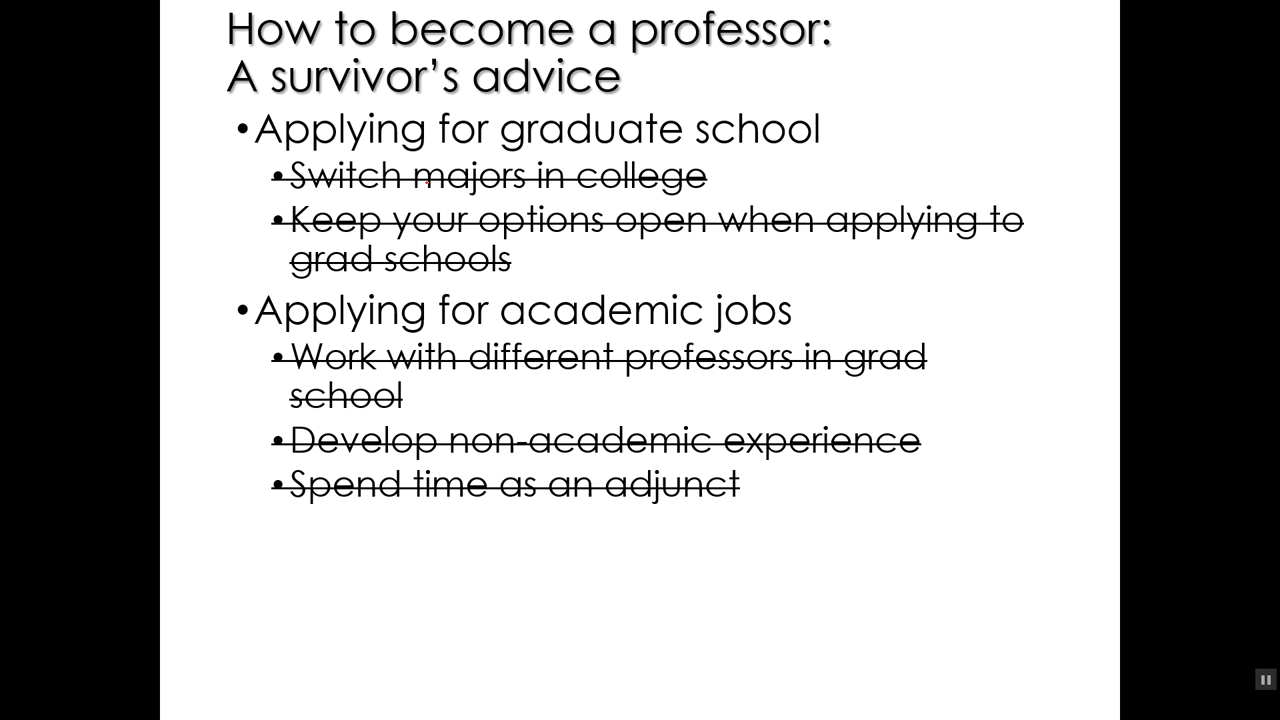 How to become a professor:
A survivor’s advice
•Applying for graduate school
•Switch majors in college
•Keep your options open when applying to
grad schools
•Applying for academic jobs
•Work with different professors in grad
school
•Develop non-academic experience
•Spend time as an adjunct